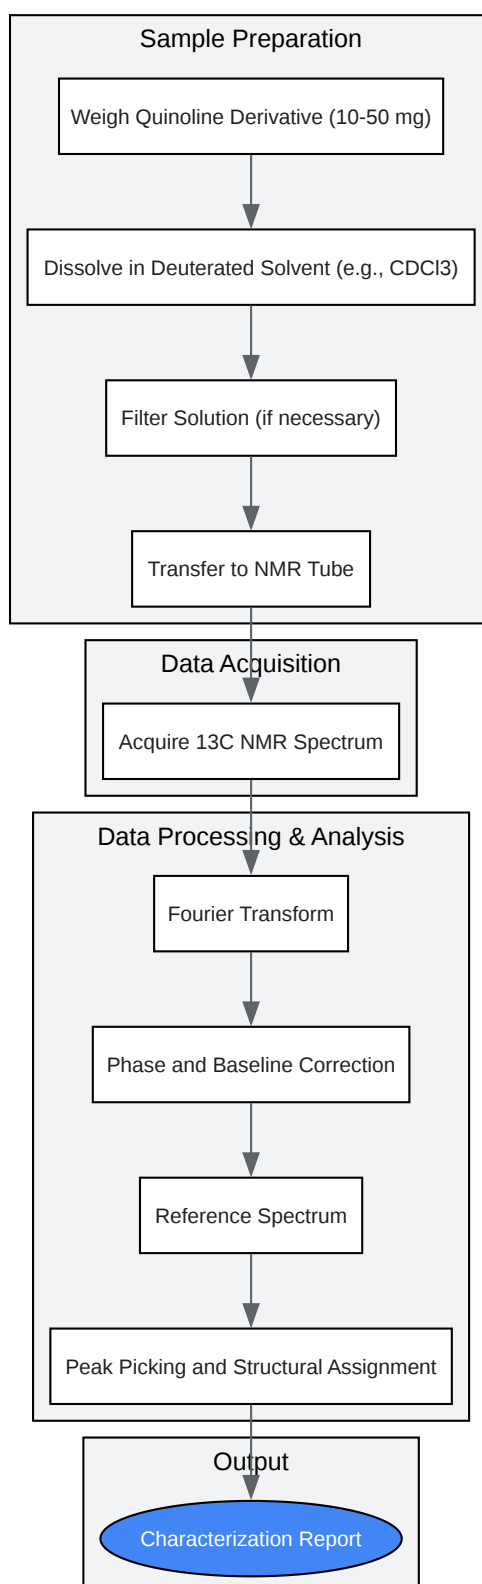 Sample Preparation
Weigh Quinoline Derivative (10-50 mg)
Dissolve in Deuterated Solvent (e.g., CDCl3)
Filter Solution (if necessary)
Transfer to NMR Tube
Data Acquisition
Acquire 13C NMR Spectrum
Data Processing & Analysis
Fourier Transform
Phase and Baseline Correction
Reference Spectrum
Peak Picking and Structural Assignment
Output
Characterization Report